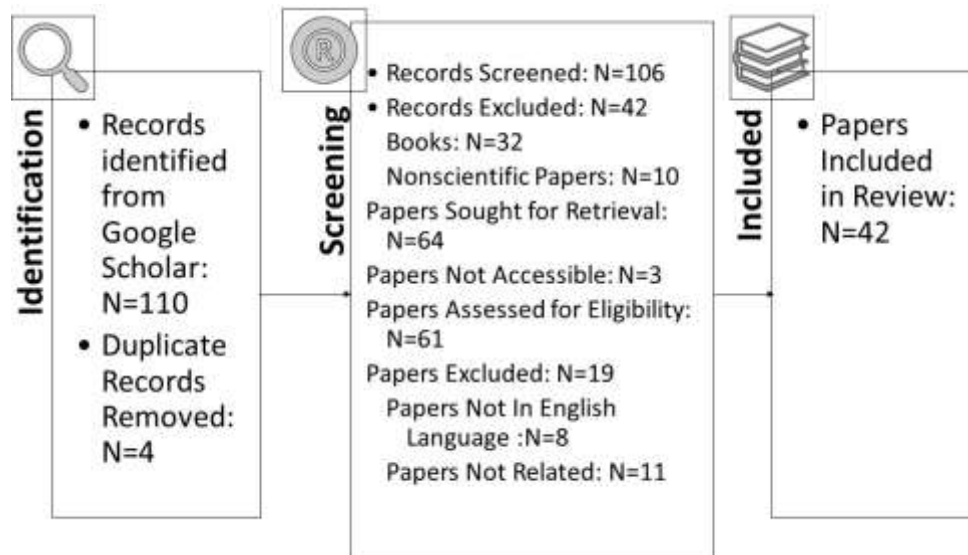 Identification
• Records
identified
from
Google
Scholar:
N=110
• Duplicate
Records
Removed:
N=4
Screening
R
• Records Screened: N=106
• Records Excluded: N=42
Books: N=32
Nonscientific Papers: N=10
Papers Sought for Retrieval:
N=64
Papers Not Accessible: N=3
Papers Assessed for Eligibility:
N=61
Papers Excluded: N=19
Papers Not In English
Language :N=8
Papers Not Related: N=11
Included
• Papers
Included
in Review:
N=42